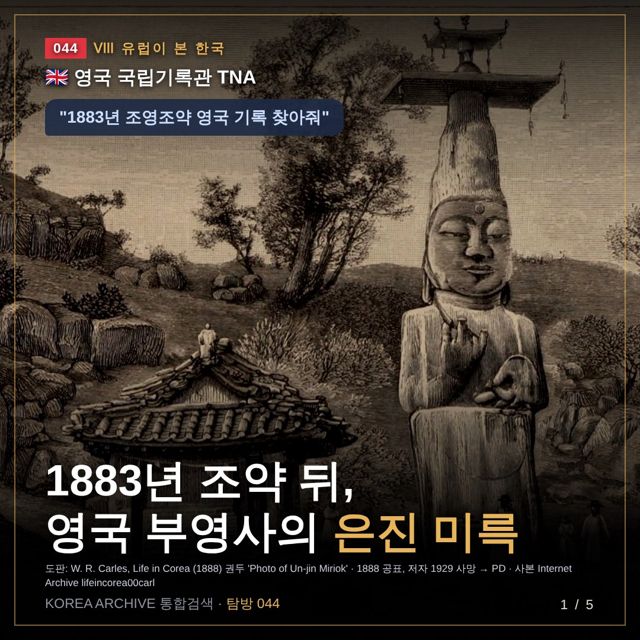 044 VIII 유럽이 본 한국
🇬🇧 영국 국립기록관 TNA
"1883년 조영조약 영국 기록 찾아줘"
1883년 조약 뒤,
영국 부영사의 은진 미륵
도판: W. R. Carles, Life in Corea (1888) 권두 'Photo of Un-jin Miriok' · 1888 공표, 저자 1929 사망 → PD · 사본 Internet
Archive lifeincorea00carl
KOREA ARCHIVE 통합검색 · 탐방 044
1 / 5